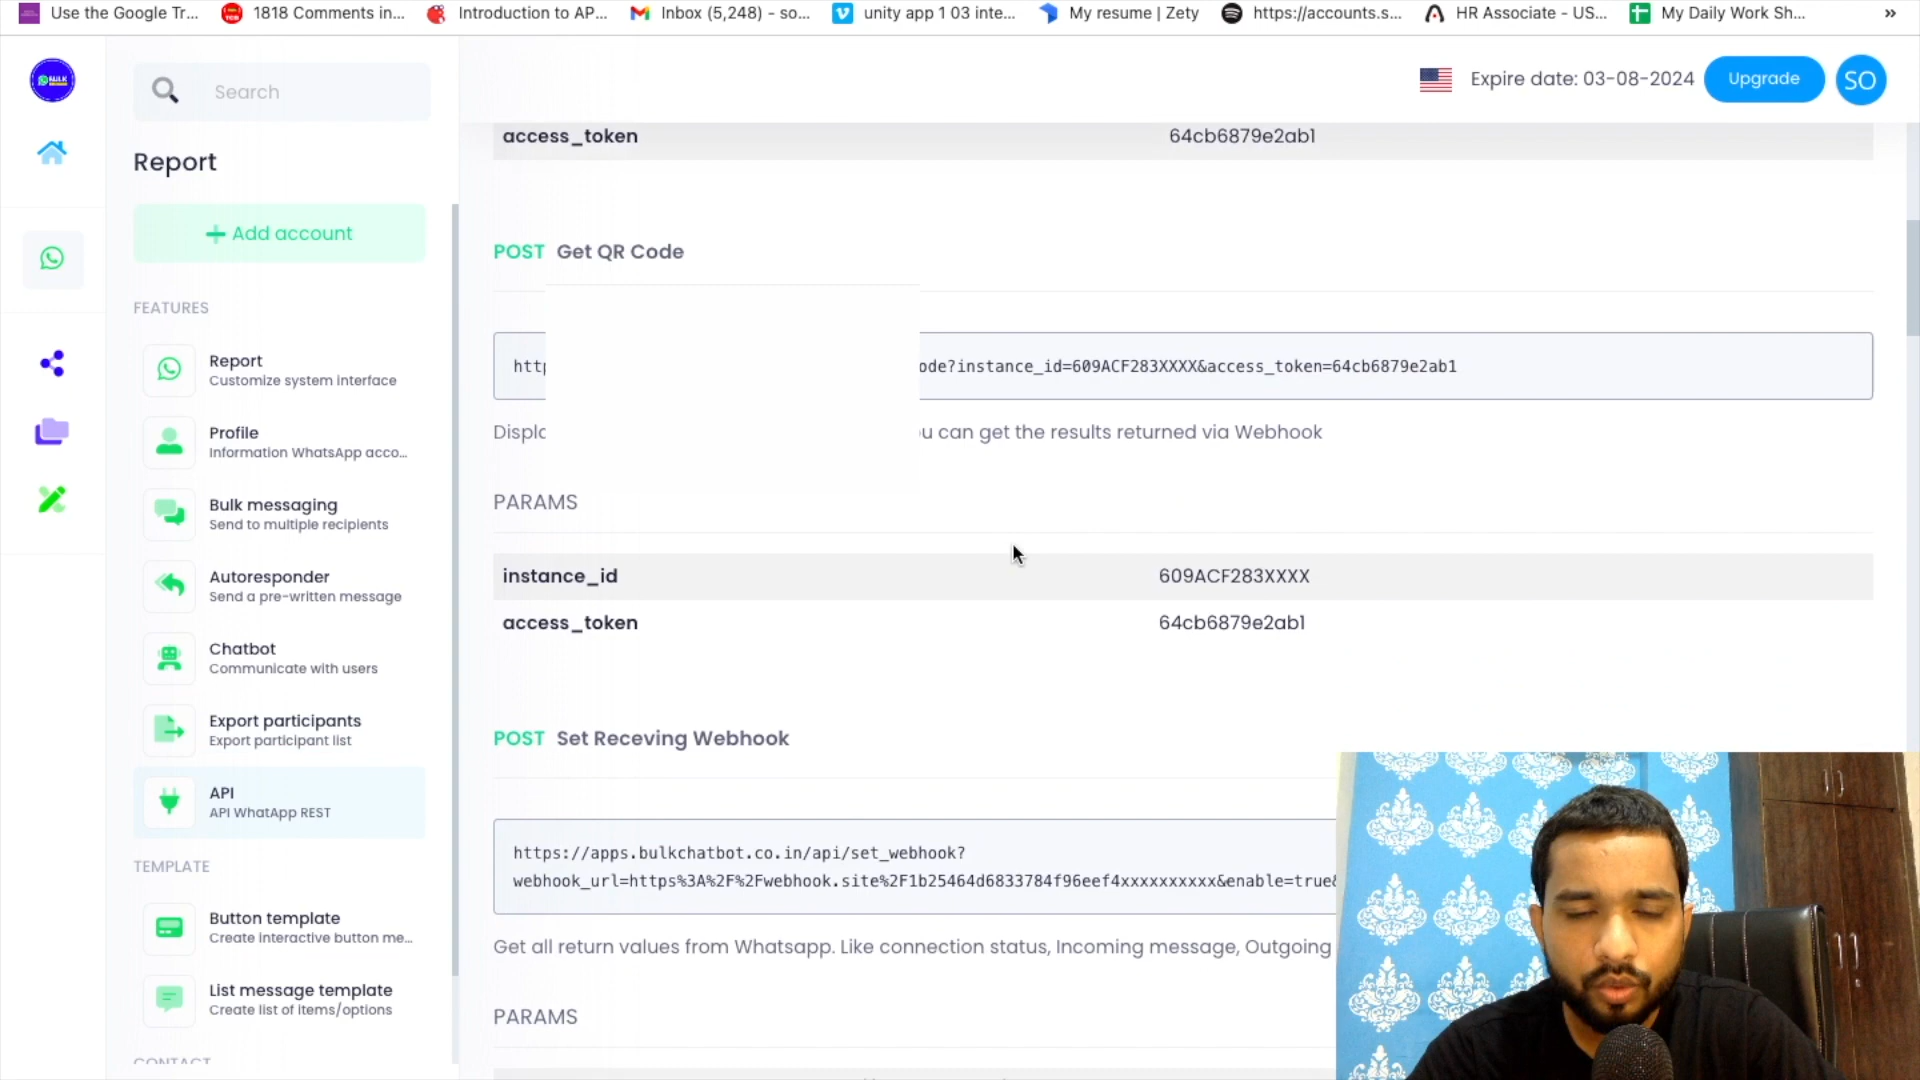 Use the Google Tr...
1818 Comments in...
Introduction to AP...
Inbox (5,248) - so...
unity app 1 03 inte...
My resume | Zety
https://accounts.s...
HR Associate - US...
My Daily Work Sh...
»
Search
Expire date: 03-08-2024
Upgrade
SO
Report
+ Add account
FEATURES
Report
Customize system interface
Profile
Information WhatsApp acco...
Bulk messaging
Send to multiple recipients
Autoresponder
Send a pre-written message
Chatbot
Communicate with users
Export participants
Export participant list
API
API WhatApp REST
TEMPLATE
Button template
Create interactive button me...
List message template
Create list of items/options
CONTACT
access_token 64cb6879e2ab1
POST Get QR Code
http ode?instance_id=609ACF283XXXX&access_token=64cb6879e2ab1
can get the results returned via Webhook
PARAMS
instance_id 609ACF283XXXX
access_token 64cb6879e2ab1
POST Set Receving Webhook
https://apps.bulkchatbot.co.in/api/set_webhook?
webhook_url=https%3A%2F%2Fwebhook.site%2F1b25464d6833784f96eef4xxxxxxxxxx&enable=true&
Get all return values from Whatsapp. Like connection status, Incoming message, Outgoing
PARAMS